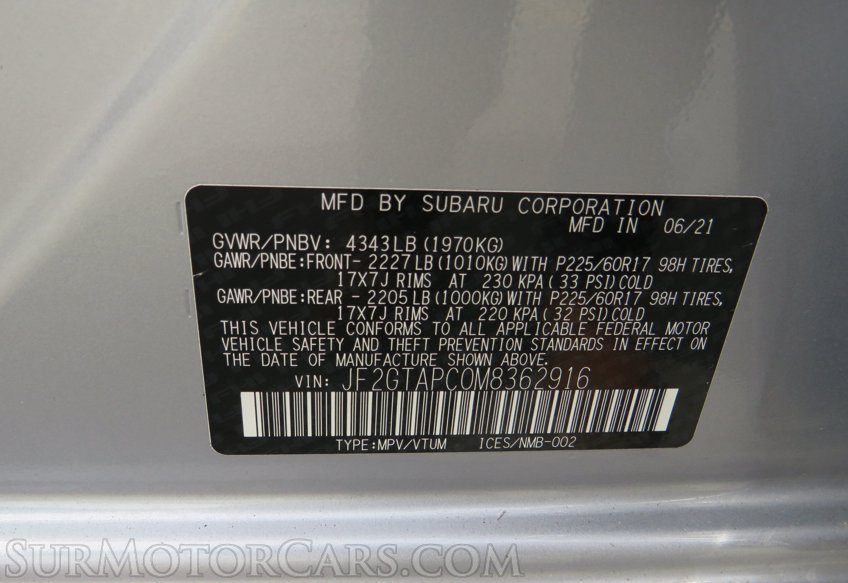 MFD BY SUBARU CORPORATION
MFD IN 06/21
GVWR/PNBV: 4343LB(1970KG)
GAWR/PNBE:FRONT- 2227LB(1010KG)WITH P225/60R17 98H TIRES,
17X7J RIMS AT 230 KPA(33 PSI)COLD
GAWR/PNBE:REAR - 2205LB(1000KG)WITH P225/60R17 98H TIRES,
17X7J RIMS AT 220 KPA(32 PSI)COLD
THIS VEHICLE CONFORMS TO ALL APPLICABLE FEDERAL MOTOR
VEHICLE SAFETY AND THEFT PREVENTION STANDARDS IN EFFECT ON
THE DATE OF MANUFACTURE SHOWN ABOVE.
VIN: JF2GTAPC0M8362916
TYPE:MPV/VTUM ICES/NMB-002
SurMotorCars.com
SurMotorCars.com